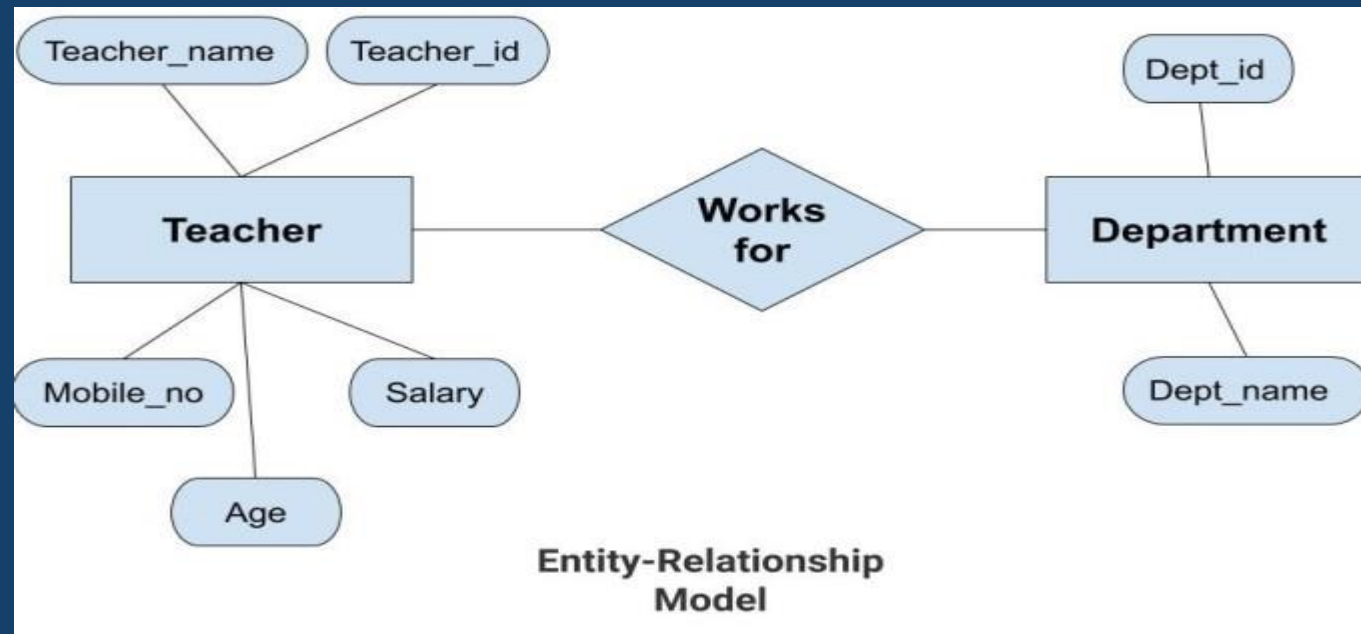 Teacher_name
Teacher_id
Dept_id
Teacher
Works
for
Department
Mobile_no
Salary
Dept_name
Age
Entity-Relationship
Model